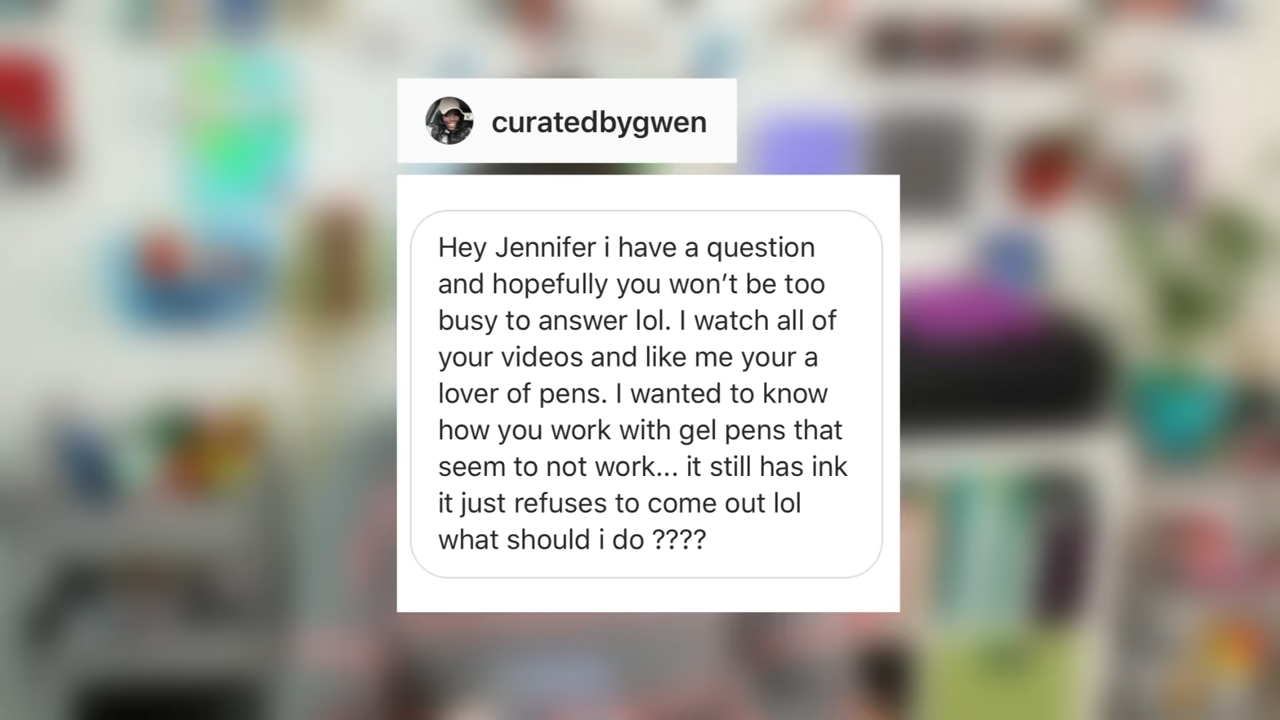 curatedbygwen
Hey Jennifer i have a question
and hopefully you won’t be too
busy to answer lol. I watch all of
your videos and like me your a
lover of pens. I wanted to know
how you work with gel pens that
seem to not work... it still has ink
it just refuses to come out lol
what should i do ????